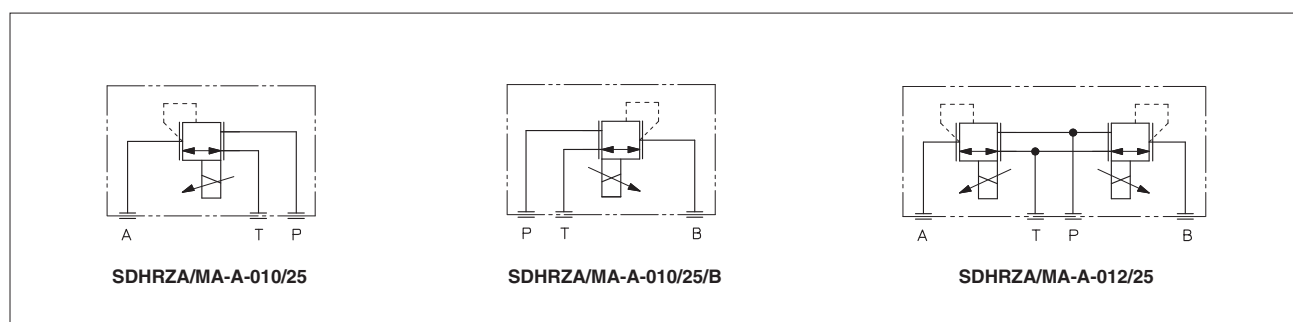 A T P
P T B
A T P B
SDHRZA/MA-A-010/25
SDHRZA/MA-A-010/25/B
SDHRZA/MA-A-012/25